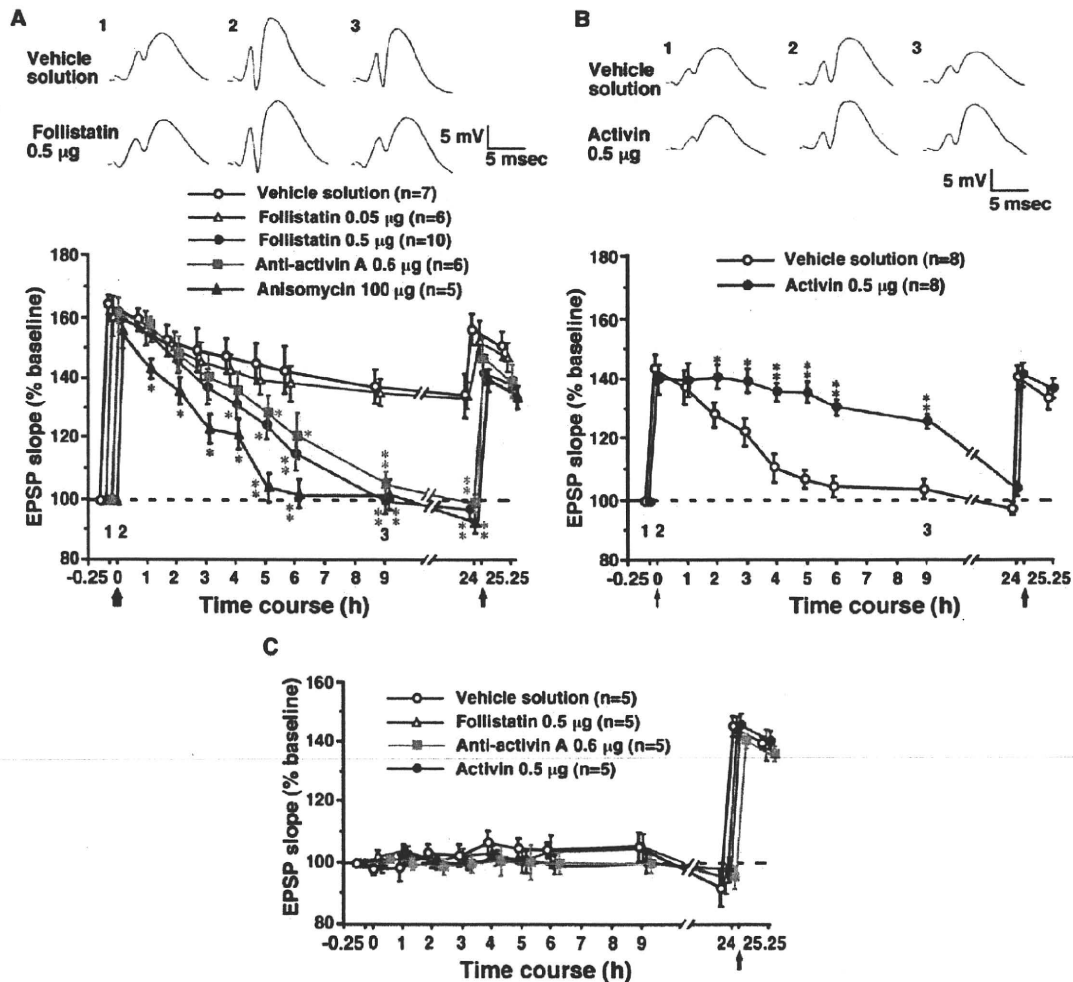 A
1 2 3
Vehicle
solution
Follistatin
0.5 μg
5 mV
5 msec
Vehicle solution (n=7)
Follistatin 0.05 μg (n=6)
Follistatin 0.5 μg (n=10)
Anti-activin A 0.6 μg (n=6)
Anisomycin 100 μg (n=5)
EPSP slope (% baseline)
180
160
140
120
100
80
* * * * * * * * * * * *
1 2 3
-0.25 0 1 2 3 4 5 6 7 8 9 24 25.25
Time course (h)
B
1 2 3
Vehicle
solution
Activin
0.5 μg
5 mV
5 msec
Vehicle solution (n=8)
Activin 0.5 μg (n=8)
EPSP slope (% baseline)
180
160
140
120
100
80
* * * * * *
1 2 3
-0.25 0 1 2 3 4 5 6 7 8 9 24 25.25
Time course (h)
C
Vehicle solution (n=5)
Follistatin 0.5 μg (n=5)
Anti-activin A 0.6 μg (n=5)
Activin 0.5 μg (n=5)
EPSP slope (% baseline)
160
140
120
100
80
-0.25 0 1 2 3 4 5 6 7 8 9 24 25.25
Time course (h)